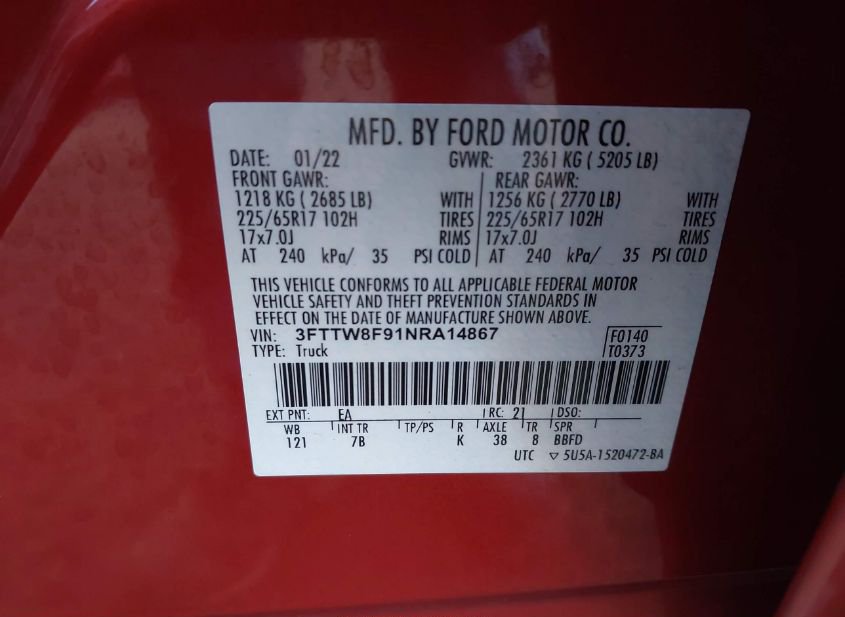 MFD. BY FORD MOTOR CO.
DATE: 01/22 GVWR: 2361 KG ( 5205 LB)
FRONT GAWR: REAR GAWR:
1218 KG ( 2685 LB) WITH 1256 KG ( 2770 LB) WITH
225/65R17 102H TIRES 225/65R17 102H TIRES
17x7.0J RIMS 17x7.0J RIMS
AT 240 kPa/ 35 PSI COLD AT 240 kPa/ 35 PSI COLD
THIS VEHICLE CONFORMS TO ALL APPLICABLE FEDERAL MOTOR
VEHICLE SAFETY AND THEFT PREVENTION STANDARDS IN
EFFECT ON THE DATE OF MANUFACTURE SHOWN ABOVE.
VIN: 3FTTW8F91NRA14867 F0140
TYPE: Truck T0373
EXT PNT: EA RC: 21 DSO:
WB INT TR TP/PS R AXLE TR SPR
121 7B K 38 8 BBFD
UTC ▽ 5U5A-1520472-BA